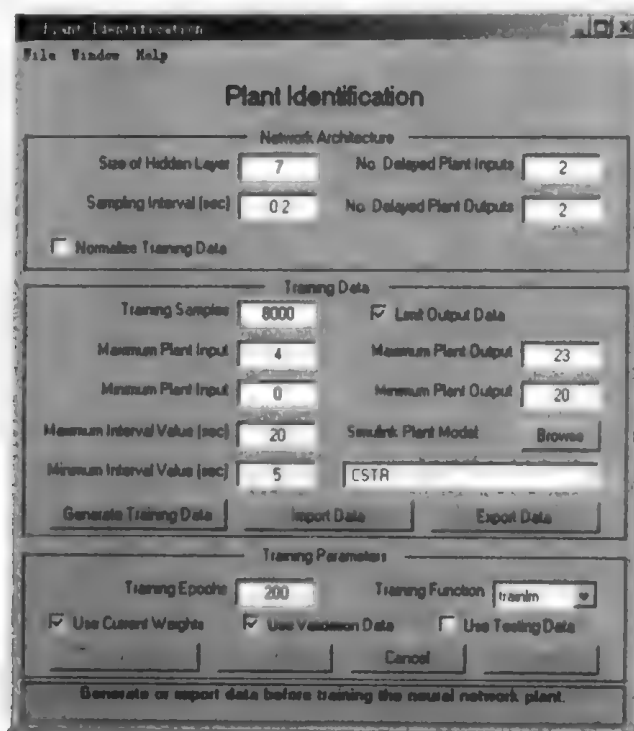 Plant Identification
File Window Help
Plant Identification
Network Architecture
Size of Hidden Layer 7 No. Delayed Plant Inputs 2
Sampling Interval (sec) 0.2 No. Delayed Plant Outputs 2
Normalize Training Data
Training Data
Training Samples 8000 Limit Output Data
Maximum Plant Input 4 Maximum Plant Output 23
Minimum Plant Input 0 Minimum Plant Output 20
Maximum Interval Value (sec) 20 Simulink Plant Model Browse
Minimum Interval Value (sec) 5 CSTR
Generate Training Data Import Data Export Data
Training Parameters
Training Epochs 200 Training Function trainlm
Use Current Weights Use Validation Data Use Testing Data
Cancel
Generate or import data before training the neural network plant.